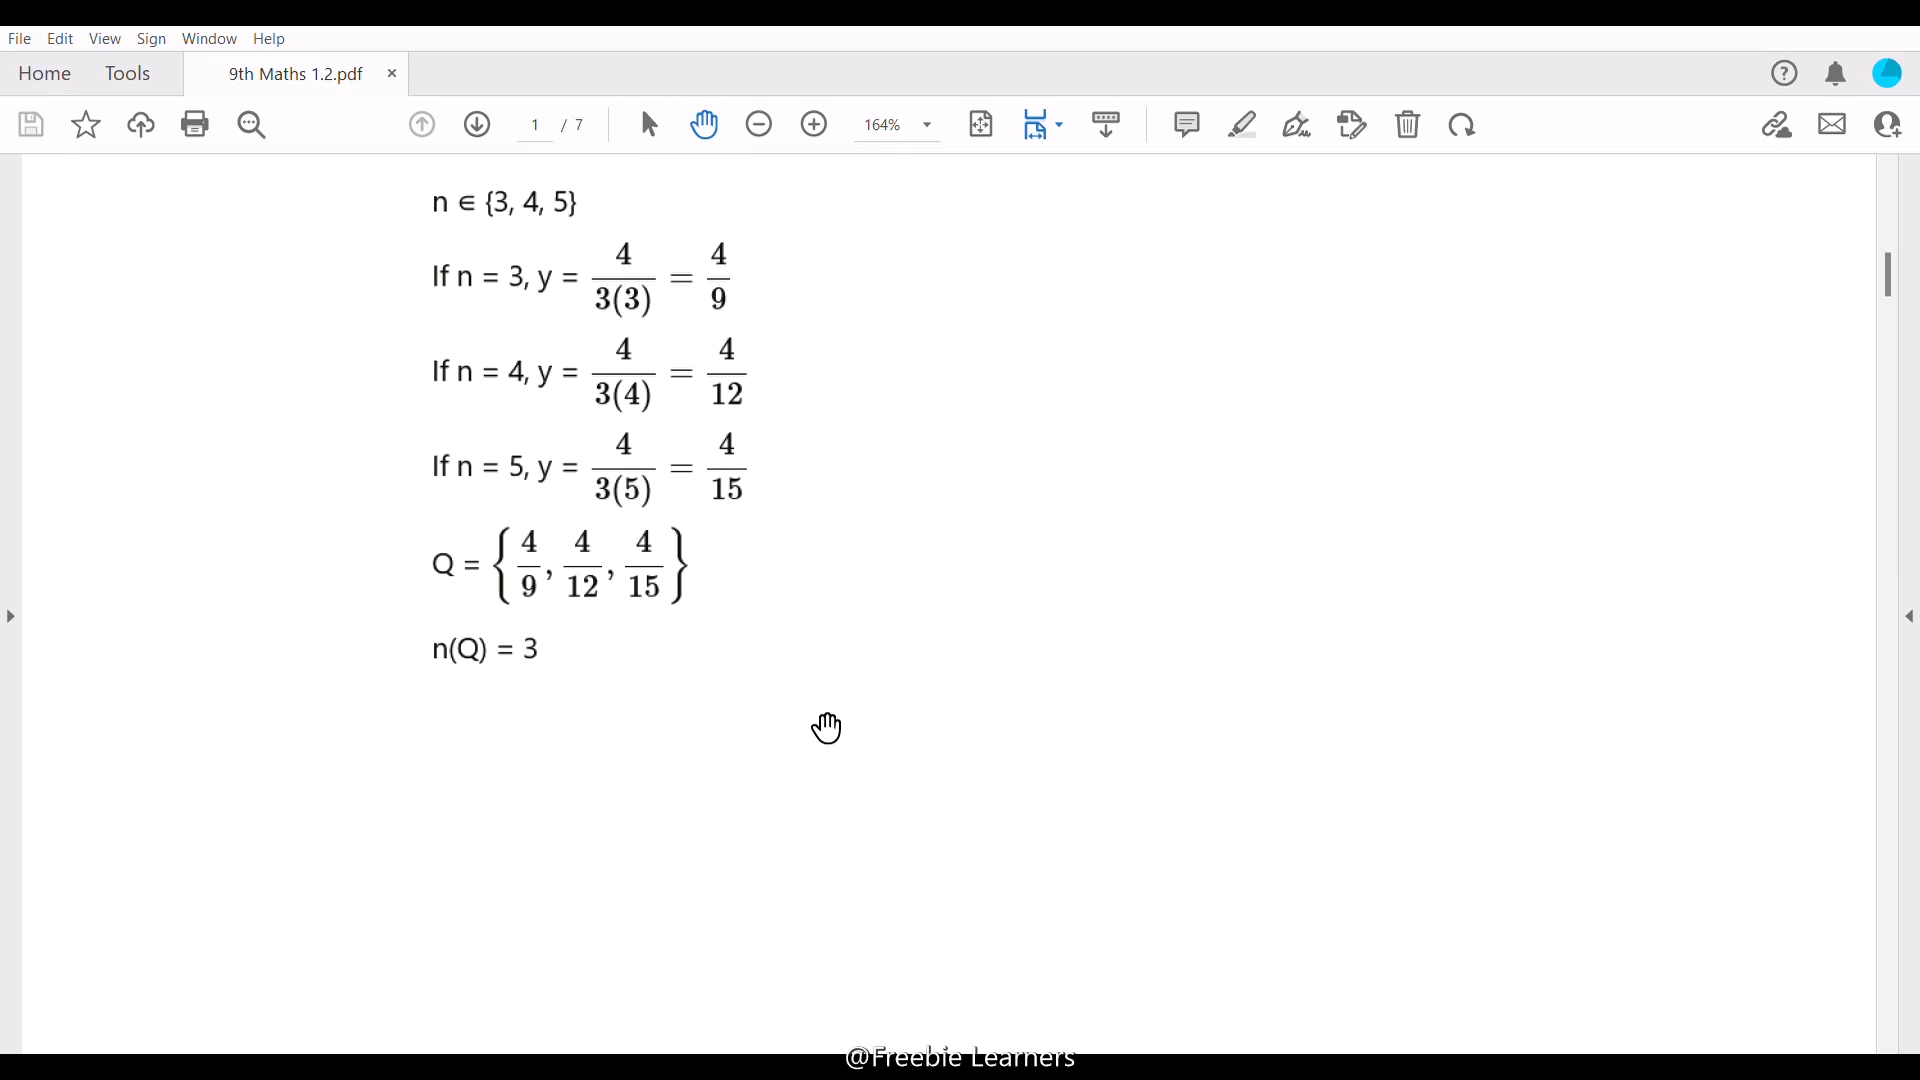 File Edit View Sign Window Help
Home Tools 9th Maths 1.2.pdf ×
1 / 7 164%
n ∈ {3, 4, 5}
If n = 3, y = 4/3(3) = 4/9
If n = 4, y = 4/3(4) = 4/12
If n = 5, y = 4/3(5) = 4/15
Q = {4/9, 4/12, 4/15}
n(Q) = 3
@Freebie Learners